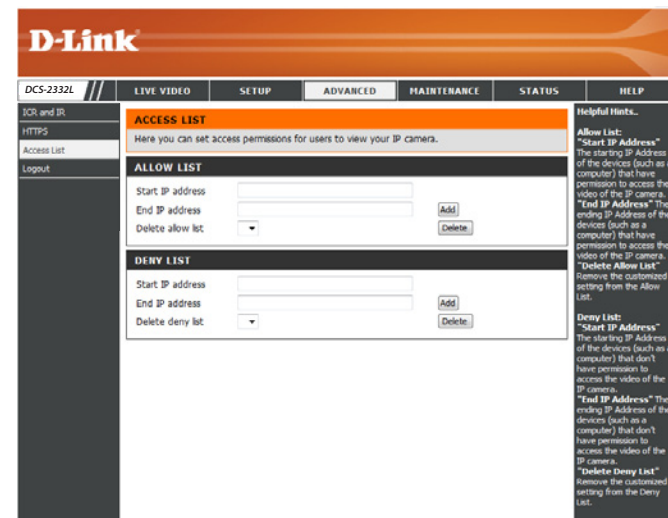 D-Link
DCS-2332L
LIVE VIDEO SETUP ADVANCED MAINTENANCE STATUS HELP
ICR and IR
HTTPS
Access List
Logout
ACCESS LIST
Here you can set access permissions for users to view your IP camera.
ALLOW LIST
Start IP address
End IP address Add
Delete allow list Delete
DENY LIST
Start IP address
End IP address Add
Delete deny list Delete
Helpful Hints..
Allow List:
"Start IP Address"
The starting IP Address
of the devices (such as a
computer) that have
permission to access the
video of the IP camera.
"End IP Address" The
ending IP Address of the
devices (such as a
computer) that have
permission to access the
video of the IP camera.
"Delete Allow List"
Remove the customized
setting from the Allow
List.
Deny List:
"Start IP Address"
The starting IP Address
of the devices (such as a
computer) that don't
have permission to
access the video of the
IP camera.
"End IP Address" The
ending IP Address of the
devices (such as a
computer) that don't
have permission to
access the video of the
IP camera.
"Delete Deny List"
Remove the customized
setting from the Deny
List.